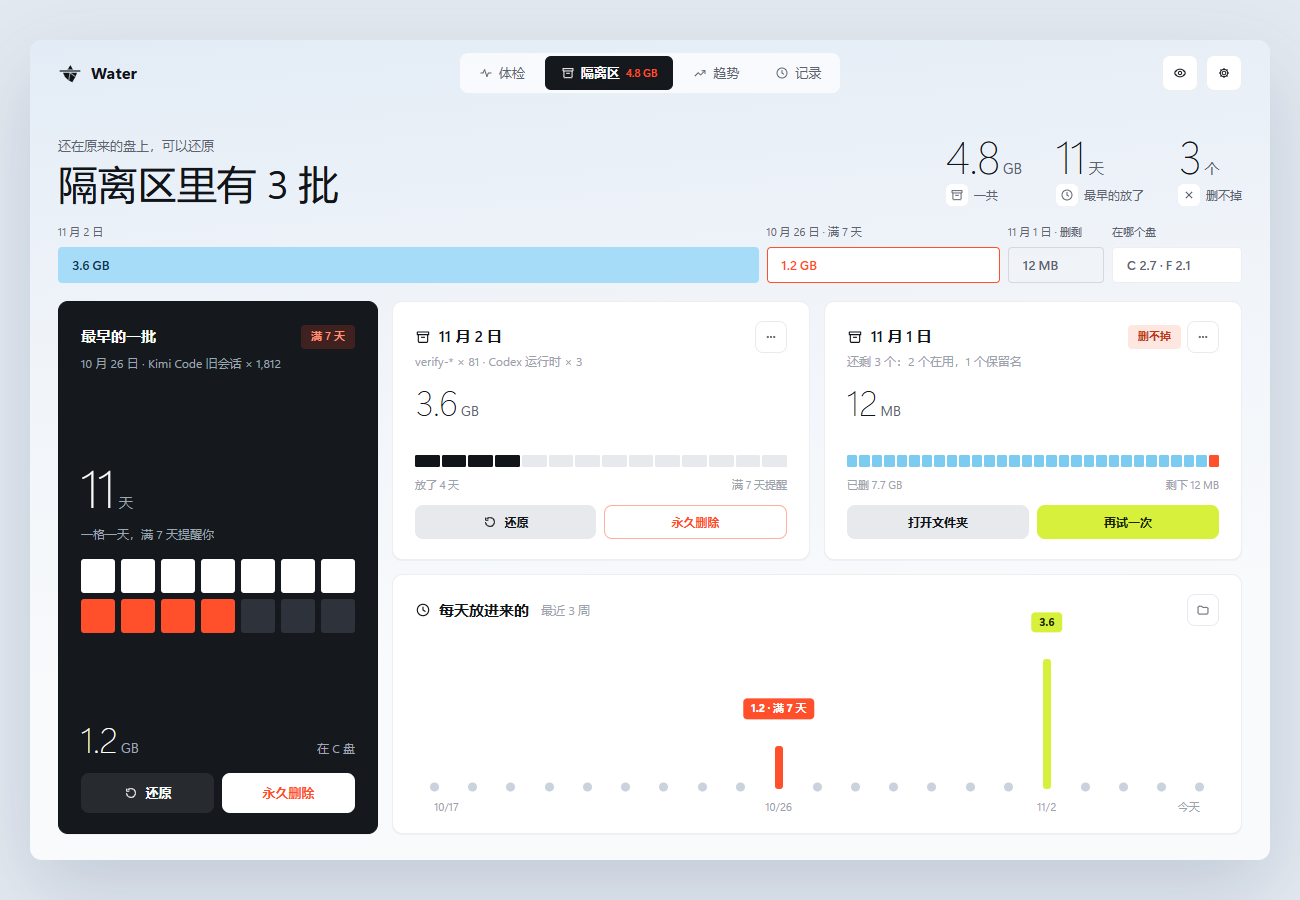 Water
体检
隔离区 4.8 GB
趋势
记录
还在原来的盘上，可以还原
隔离区里有 3 批
4.8 GB
一共
11 天
最早的放了
3 个
删不掉
11 月 2 日
3.6 GB
10 月 26 日 · 满 7 天
1.2 GB
11 月 1 日 · 删剩
12 MB
在哪个盘
C 2.7 · F 2.1
最早的一批
满 7 天
10 月 26 日 · Kimi Code 旧会话 × 1,812
11 天
一格一天，满 7 天提醒你
1.2 GB
在 C 盘
还原
永久删除
11 月 2 日
verify-* × 81 · Codex 运行时 × 3
3.6 GB
放了 4 天
满 7 天提醒
还原
永久删除
11 月 1 日
删不掉
还剩 3 个：2 个在用，1 个保留名
12 MB
已删 7.7 GB
剩下 12 MB
打开文件夹
再试一次
每天放进来的
最近 3 周
3.6
1.2 · 满 7 天
10/17
10/26
11/2
今天